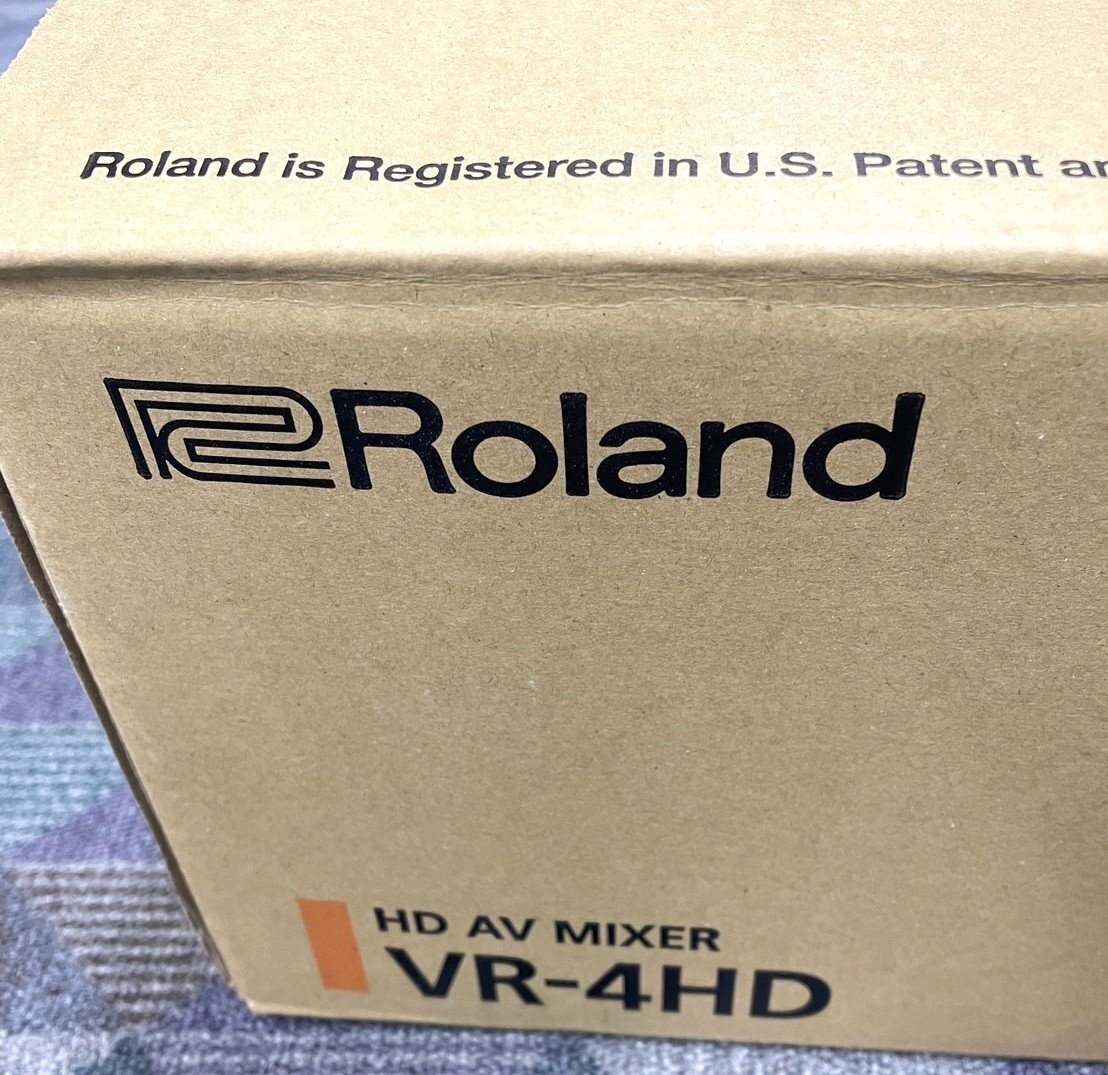 Roland is Registered in U.S. Patent
Roland
HD AV MIXER
VR-4HD